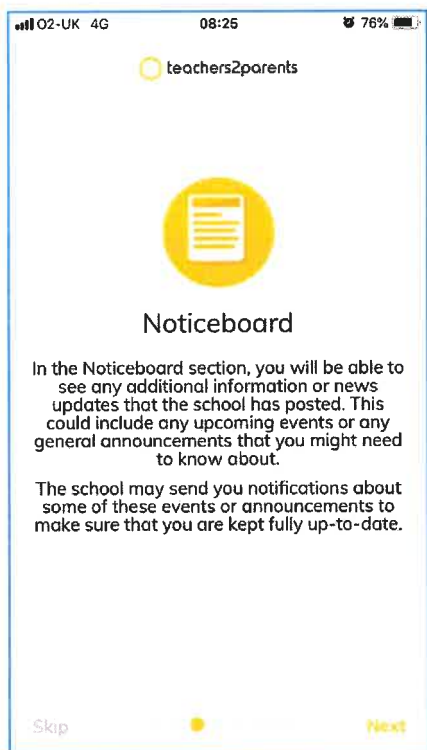 O2-UK 4G 08:25 76%
teachers2parents
Noticeboard
In the Noticeboard section, you will be able to
see any additional information or news
updates that the school has posted. This
could include any upcoming events or any
general announcements that you might need
to know about.
The school may send you notifications about
some of these events or announcements to
make sure that you are kept fully up-to-date.
Skip Next